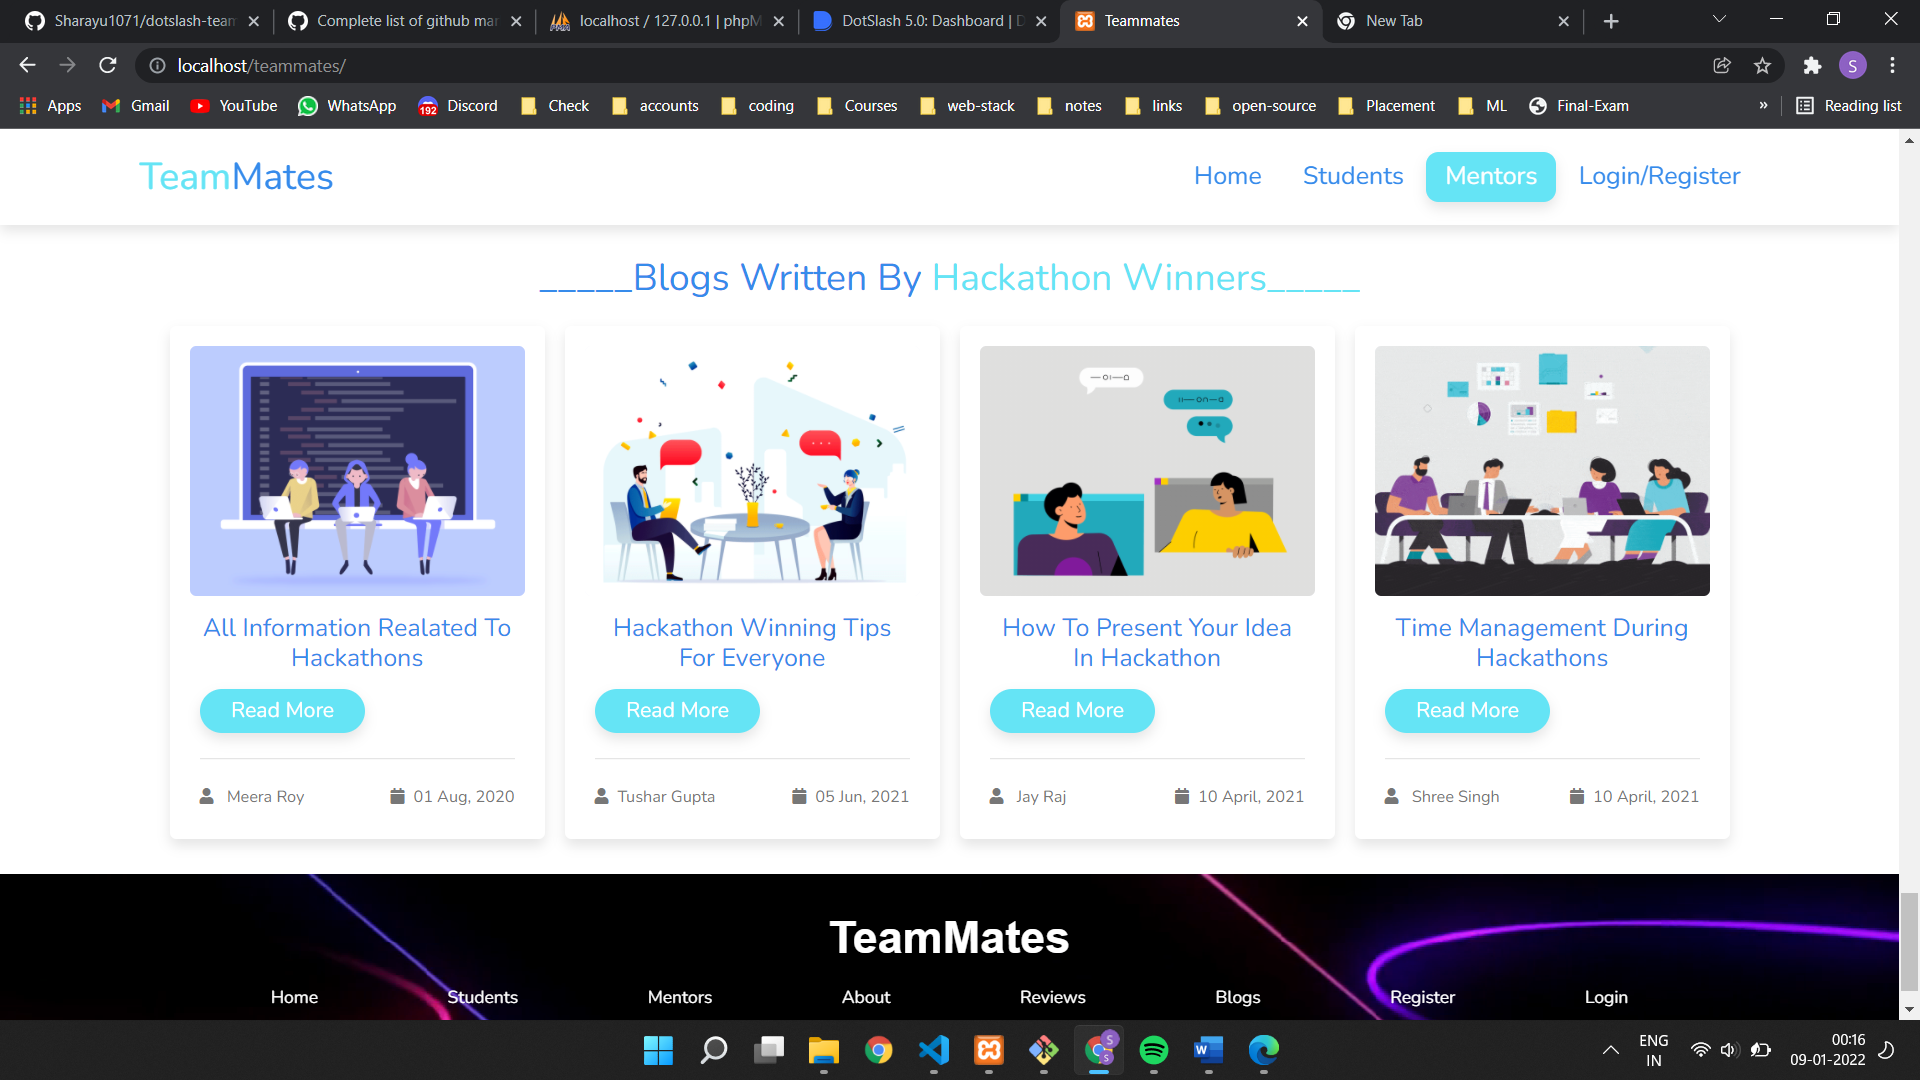 Sharayu1071/dotslash-team
Complete list of github mar
localhost / 127.0.0.1 | phpM
DotSlash 5.0: Dashboard | D
Teammates
New Tab
localhost/teammates/
S
Apps
Gmail
YouTube
WhatsApp
192
Discord
Check
accounts
coding
Courses
web-stack
notes
links
open-source
Placement
ML
Final-Exam
»
Reading list
TeamMates
Home
Students
Mentors
Login/Register
_____Blogs Written By Hackathon Winners_____
All Information Realated To
Hackathons
Read More
Meera Roy
01 Aug, 2020
Hackathon Winning Tips
For Everyone
Read More
Tushar Gupta
05 Jun, 2021
How To Present Your Idea
In Hackathon
Read More
Jay Raj
10 April, 2021
Time Management During
Hackathons
Read More
Shree Singh
10 April, 2021
TeamMates
Home
Students
Mentors
About
Reviews
Blogs
Register
Login
ENG
IN
00:16
09-01-2022